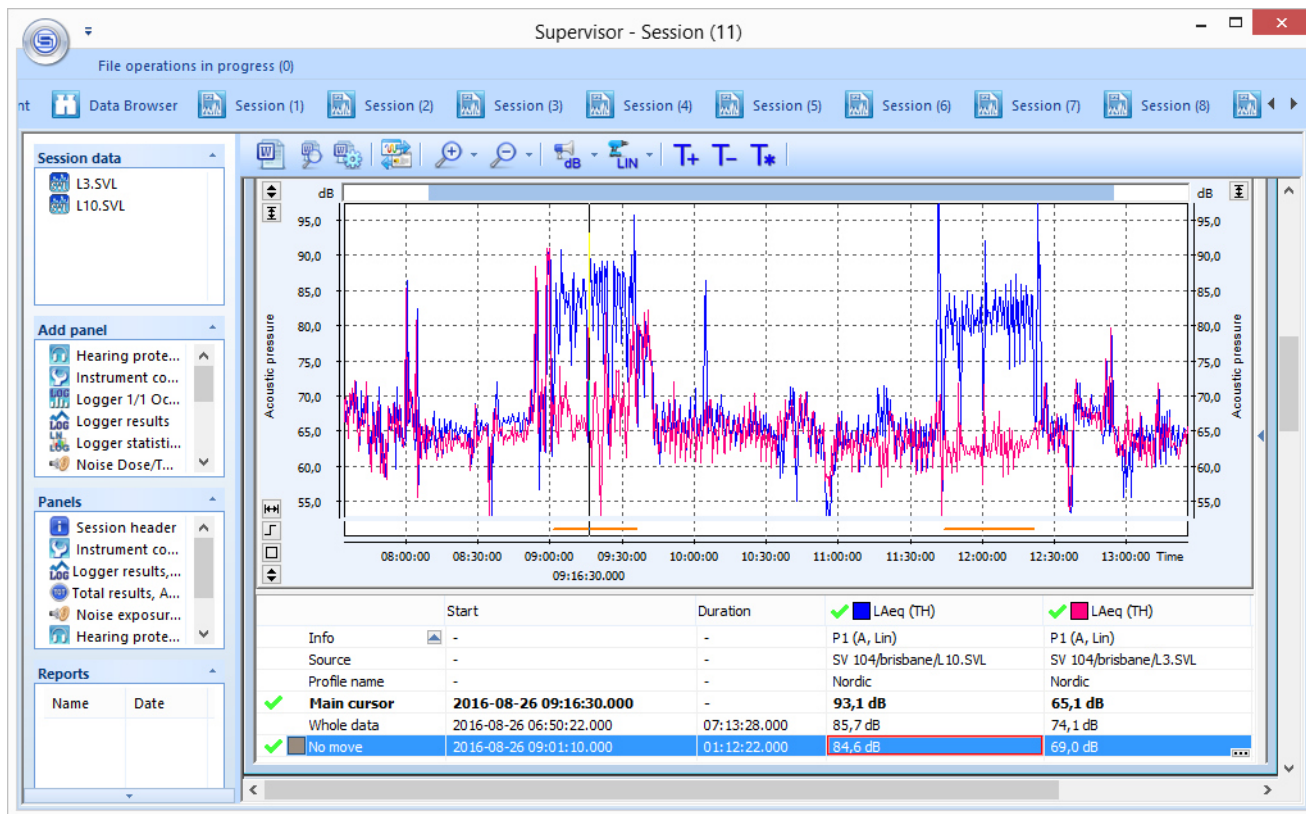 Supervisor - Session (11)
File operations in progress (0)
nt Data Browser Session (1) Session (2) Session (3) Session (4) Session (5) Session (6) Session (7) Session (8)
Session data
L3.SVL
L10.SVL
Add panel
Hearing prote...
Instrument co...
Logger 1/1 Oc...
Logger results
Logger statisti...
Noise Dose/T...
Panels
Session header
Instrument co...
Logger results,...
Total results, A...
Noise exposur...
Hearing prote...
Reports
Name Date
dB LIN T+ T- T*
dB dB
95,0 95,0
90,0 90,0
85,0 85,0
80,0 80,0
75,0 75,0
70,0 70,0
65,0 65,0
60,0 60,0
55,0 55,0
Acoustic pressure
Acoustic pressure
08:00:00 08:30:00 09:00:00 09:30:00 10:00:00 10:30:00 11:00:00 11:30:00 12:00:00 12:30:00 13:00:00 Time
09:16:30.000
Start Duration LAeq (TH) LAeq (TH)
Info - - P1 (A, Lin) P1 (A, Lin)
Source - - SV 104/brisbane/L10.SVL SV 104/brisbane/L3.SVL
Profile name - - Nordic Nordic
Main cursor 2016-08-26 09:16:30.000 - 93,1 dB 65,1 dB
Whole data 2016-08-26 06:50:22.000 07:13:28.000 85,7 dB 74,1 dB
No move 2016-08-26 09:01:10.000 01:12:22.000 84,6 dB 69,0 dB